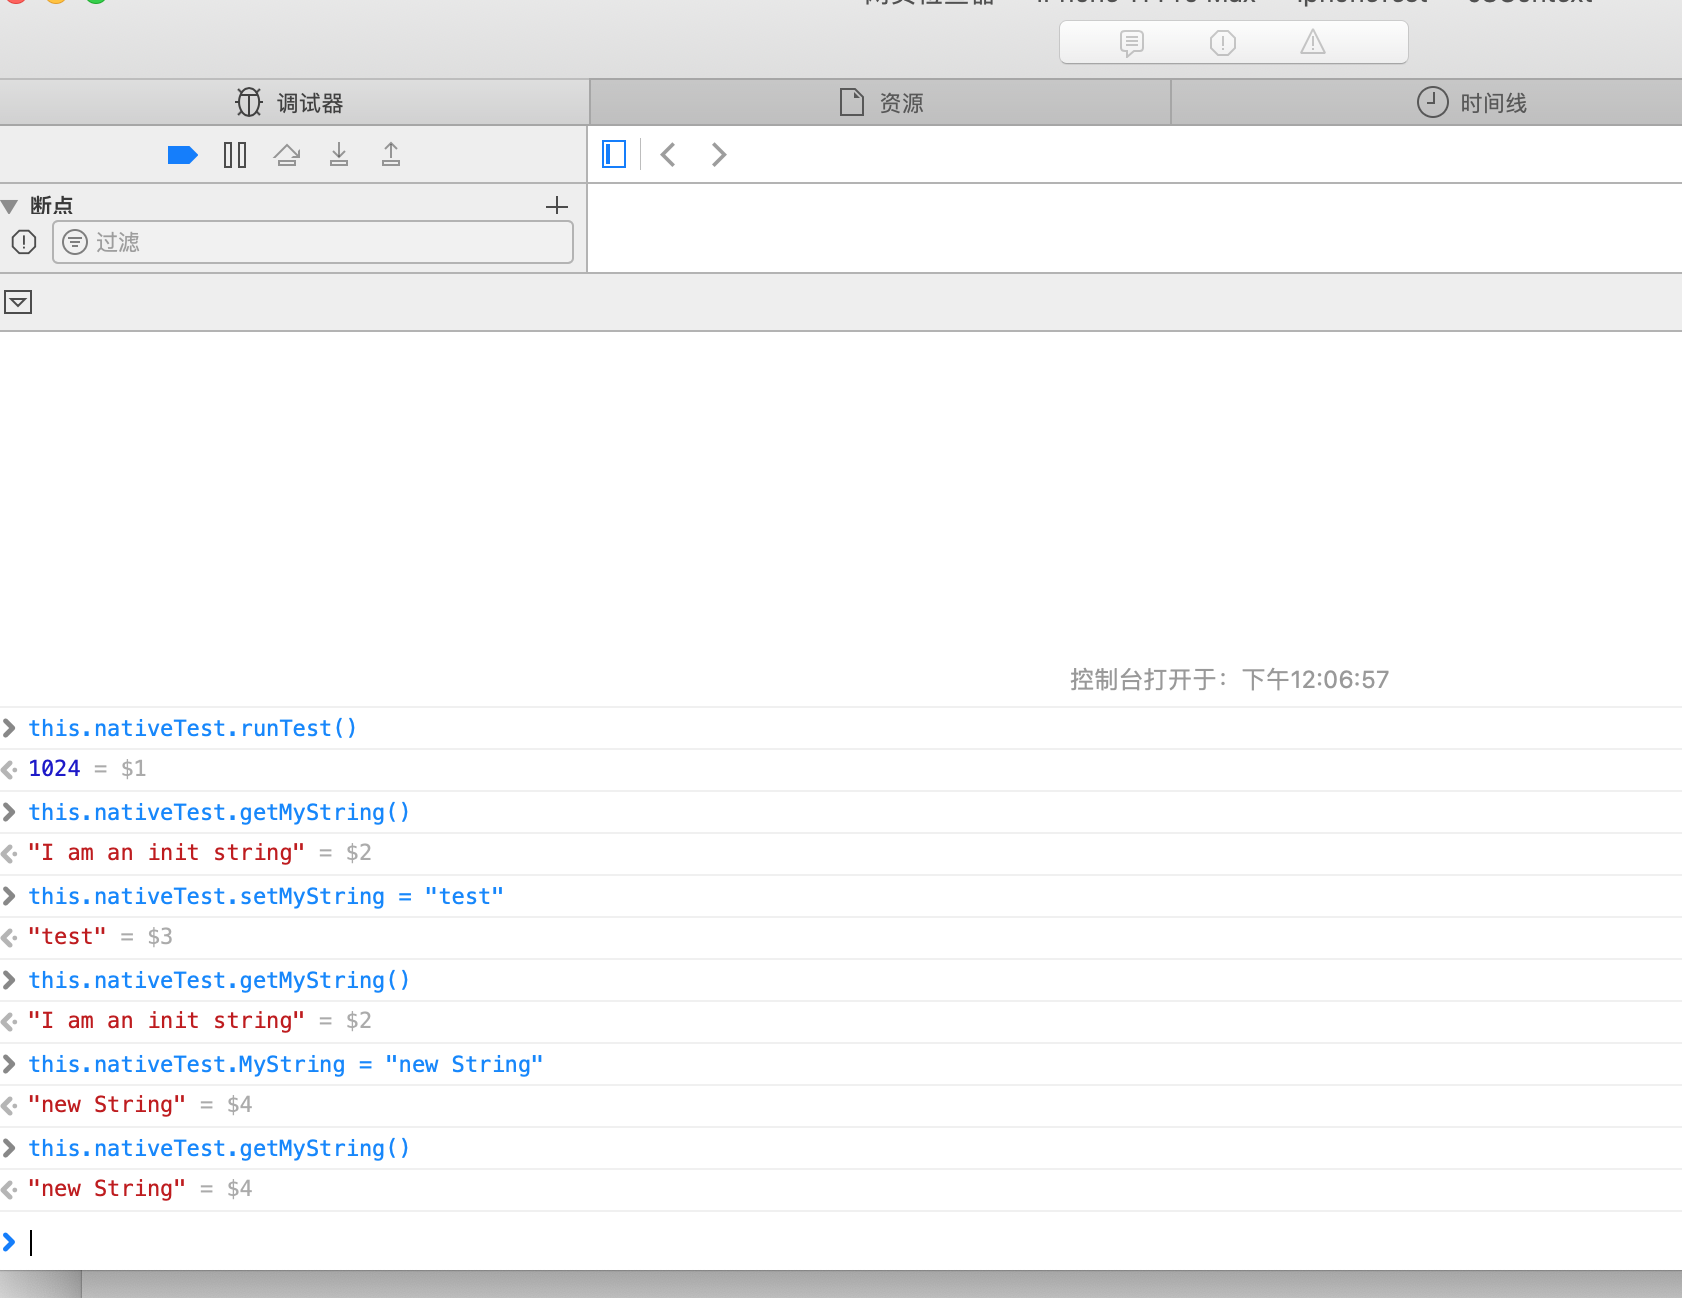 调试器
资源
时间线
断点
过滤
控制台打开于：下午12:06:57
this.nativeTest.runTest()
1024 = $1
this.nativeTest.getMyString()
"I am an init string" = $2
this.nativeTest.setMyString = "test"
"test" = $3
this.nativeTest.getMyString()
"I am an init string" = $2
this.nativeTest.MyString = "new String"
"new String" = $4
this.nativeTest.getMyString()
"new String" = $4